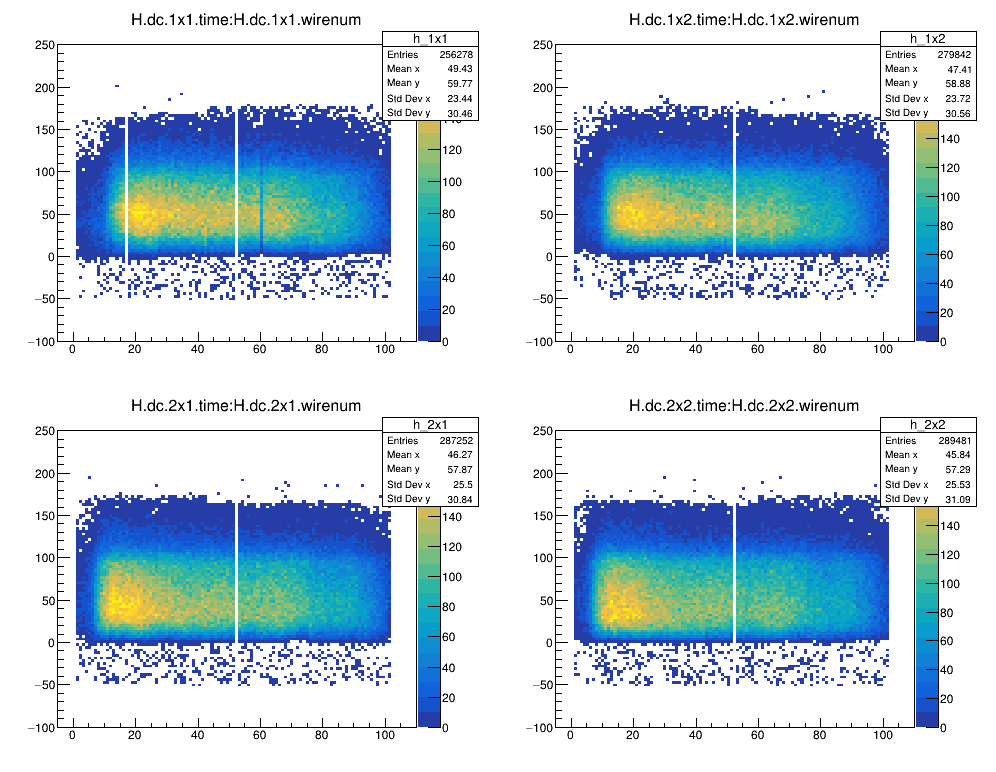 H.dc.1x1.time:H.dc.1x1.wirenum
h_1x1
Entries 256278
Mean x 49.43
Mean y 59.77
Std Dev x 23.44
Std Dev y 30.46
250
200
150
100
50
0
−50
−100
0 20 40 60 80 100
140
120
100
80
60
40
20
0
H.dc.1x2.time:H.dc.1x2.wirenum
h_1x2
Entries 279842
Mean x 47.41
Mean y 58.88
Std Dev x 23.72
Std Dev y 30.56
250
200
150
100
50
0
−50
−100
0 20 40 60 80 100
140
120
100
80
60
40
20
0
H.dc.2x1.time:H.dc.2x1.wirenum
h_2x1
Entries 287252
Mean x 46.27
Mean y 57.87
Std Dev x 25.5
Std Dev y 30.84
250
200
150
100
50
0
−50
−100
0 20 40 60 80 100
140
120
100
80
60
40
20
0
H.dc.2x2.time:H.dc.2x2.wirenum
h_2x2
Entries 289481
Mean x 45.84
Mean y 57.29
Std Dev x 25.53
Std Dev y 31.09
250
200
150
100
50
0
−50
−100
0 20 40 60 80 100
140
120
100
80
60
40
20
0